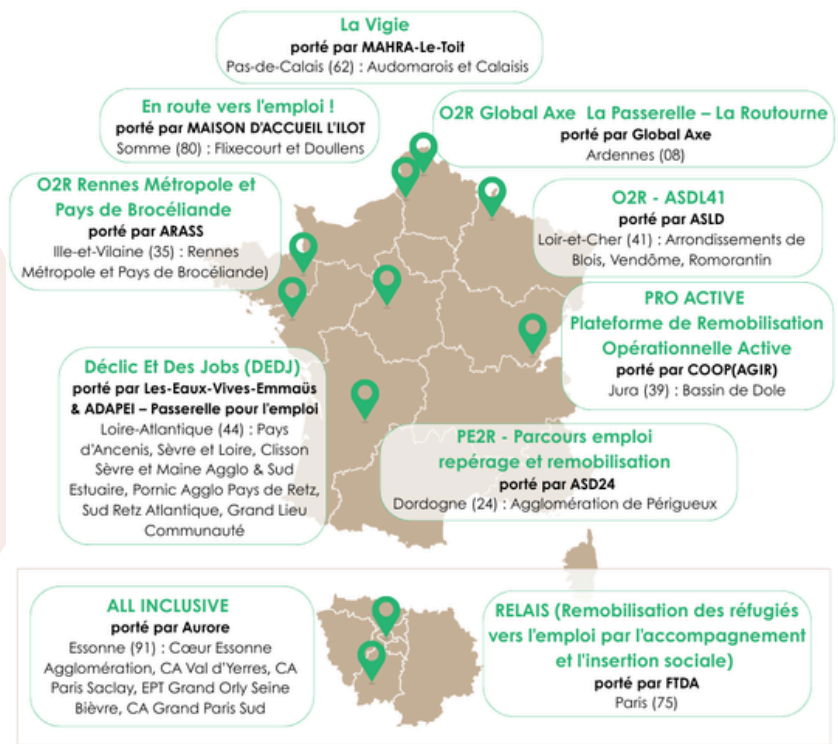 La Vigie
porté par MAHRA-Le-Toit
Pas-de-Calais (62) : Audomarois et Calaisis
En route vers l'emploi !
porté par MAISON D'ACCUEIL L'ILOT
Somme (80) : Flixecourt et Doullens
O2R Global Axe La Passerelle – La Routourne
porté par Global Axe
Ardennes (08)
O2R Rennes Métropole et
Pays de Brocéliande
porté par ARASS
Ille-et-Vilaine (35) : Rennes
Métropole et Pays de Brocéliande)
O2R - ASDL41
porté par ASLD
Loir-et-Cher (41) : Arrondissements de
Blois, Vendôme, Romorantin
PRO ACTIVE
Plateforme de Remobilisation
Opérationnelle Active
porté par COOP(AGIR)
Jura (39) : Bassin de Dole
Déclic Et Des Jobs (DEDJ)
porté par Les-Eaux-Vives-Emmaüs
& ADAPEI – Passerelle pour l'emploi
Loire-Atlantique (44) : Pays
d'Ancenis, Sèvre et Loire, Clisson
Sèvre et Maine Agglo & Sud
Estuaire, Pornic Agglo Pays de Retz,
Sud Retz Atlantique, Grand Lieu
Communauté
PE2R - Parcours emploi
repérage et remobilisation
porté par ASD24
Dordogne (24) : Agglomération de Périgueux
ALL INCLUSIVE
porté par Aurore
Essonne (91) : Cœur Essonne
Agglomération, CA Val d'Yerres, CA
Paris Saclay, EPT Grand Orly Seine
Bièvre, CA Grand Paris Sud
RELAIS (Remobilisation des réfugiés
vers l'emploi par l'accompagnement
et l'insertion sociale)
porté par FTDA
Paris (75)